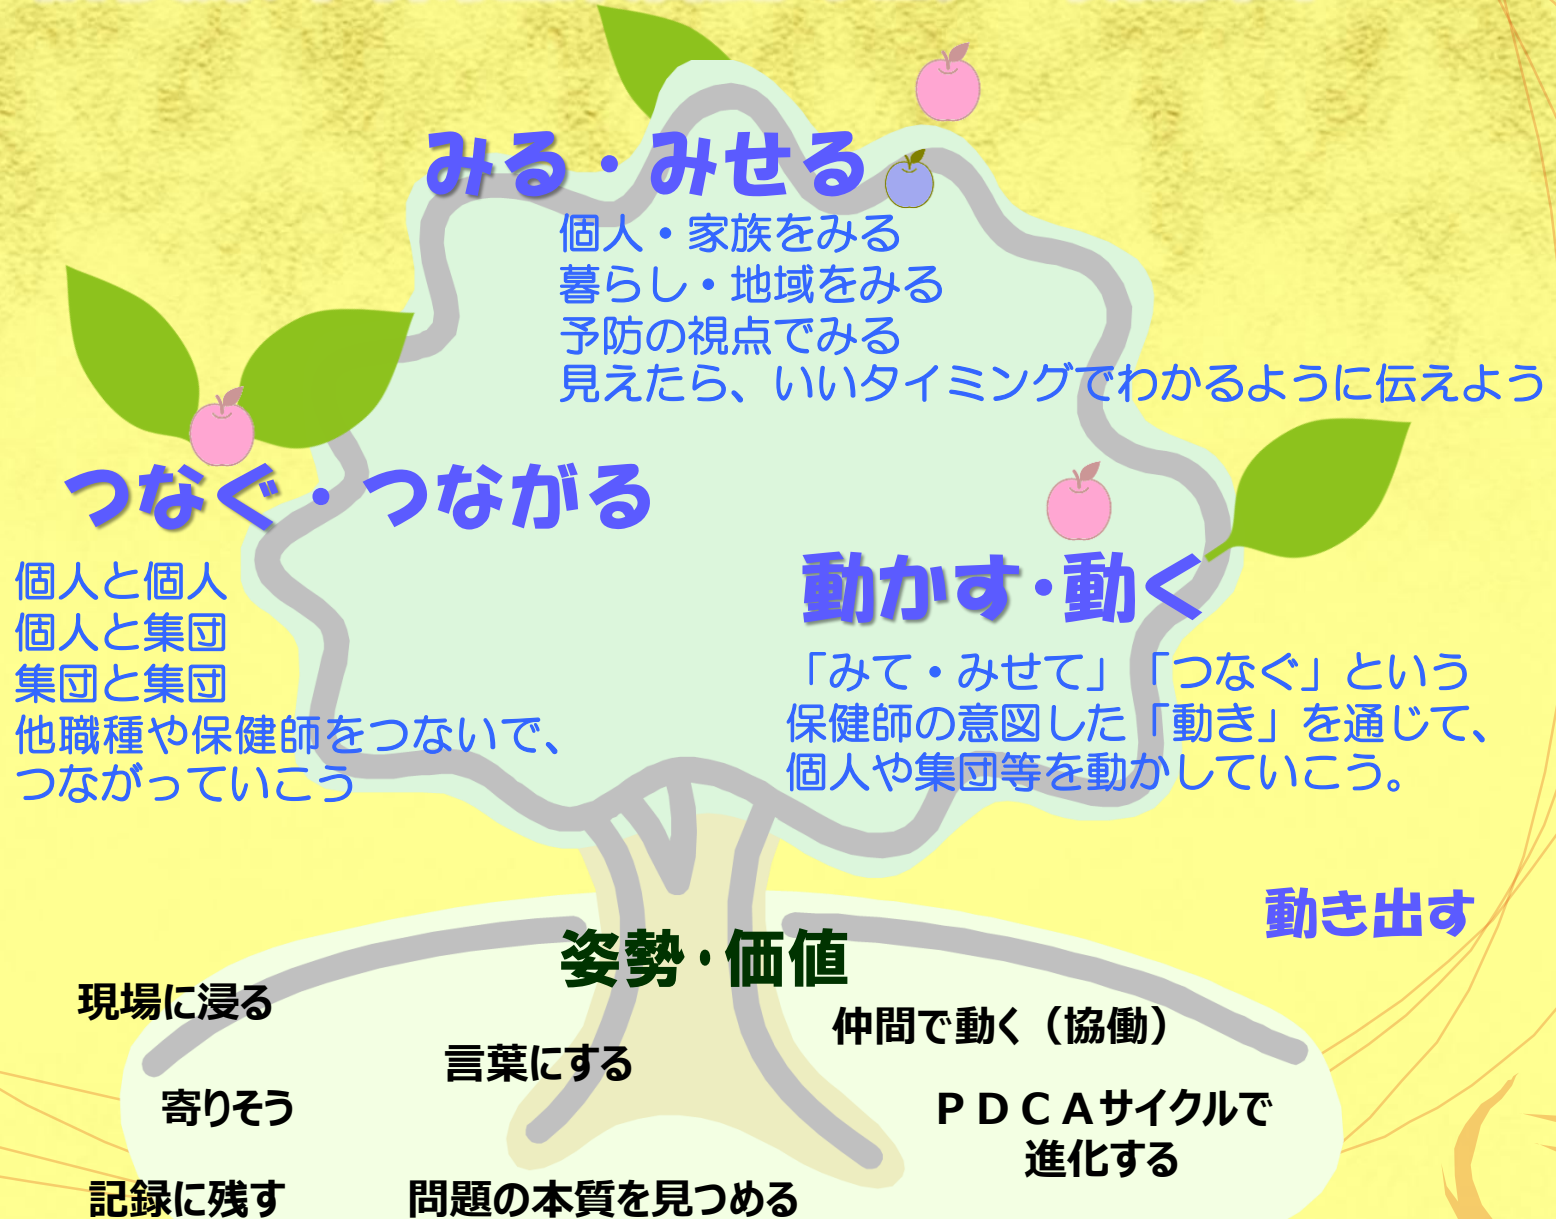 みる・みせる
個人・家族をみる
暮らし・地域をみる
予防の視点でみる
見えたら、いいタイミングでわかるように伝えよう
つなぐ・つながる
個人と個人
個人と集団
集団と集団
他職種や保健師をつないで、
つながっていこう
動かす・動く
「みて・みせて」「つなぐ」という
保健師の意図した「動き」を通じて、
個人や集団等を動かしていこう。
動き出す
姿勢・価値
現場に浸る
言葉にする
仲間で動く（協働）
寄りそう
ＰＤＣＡサイクルで
進化する
記録に残す
問題の本質を見つめる